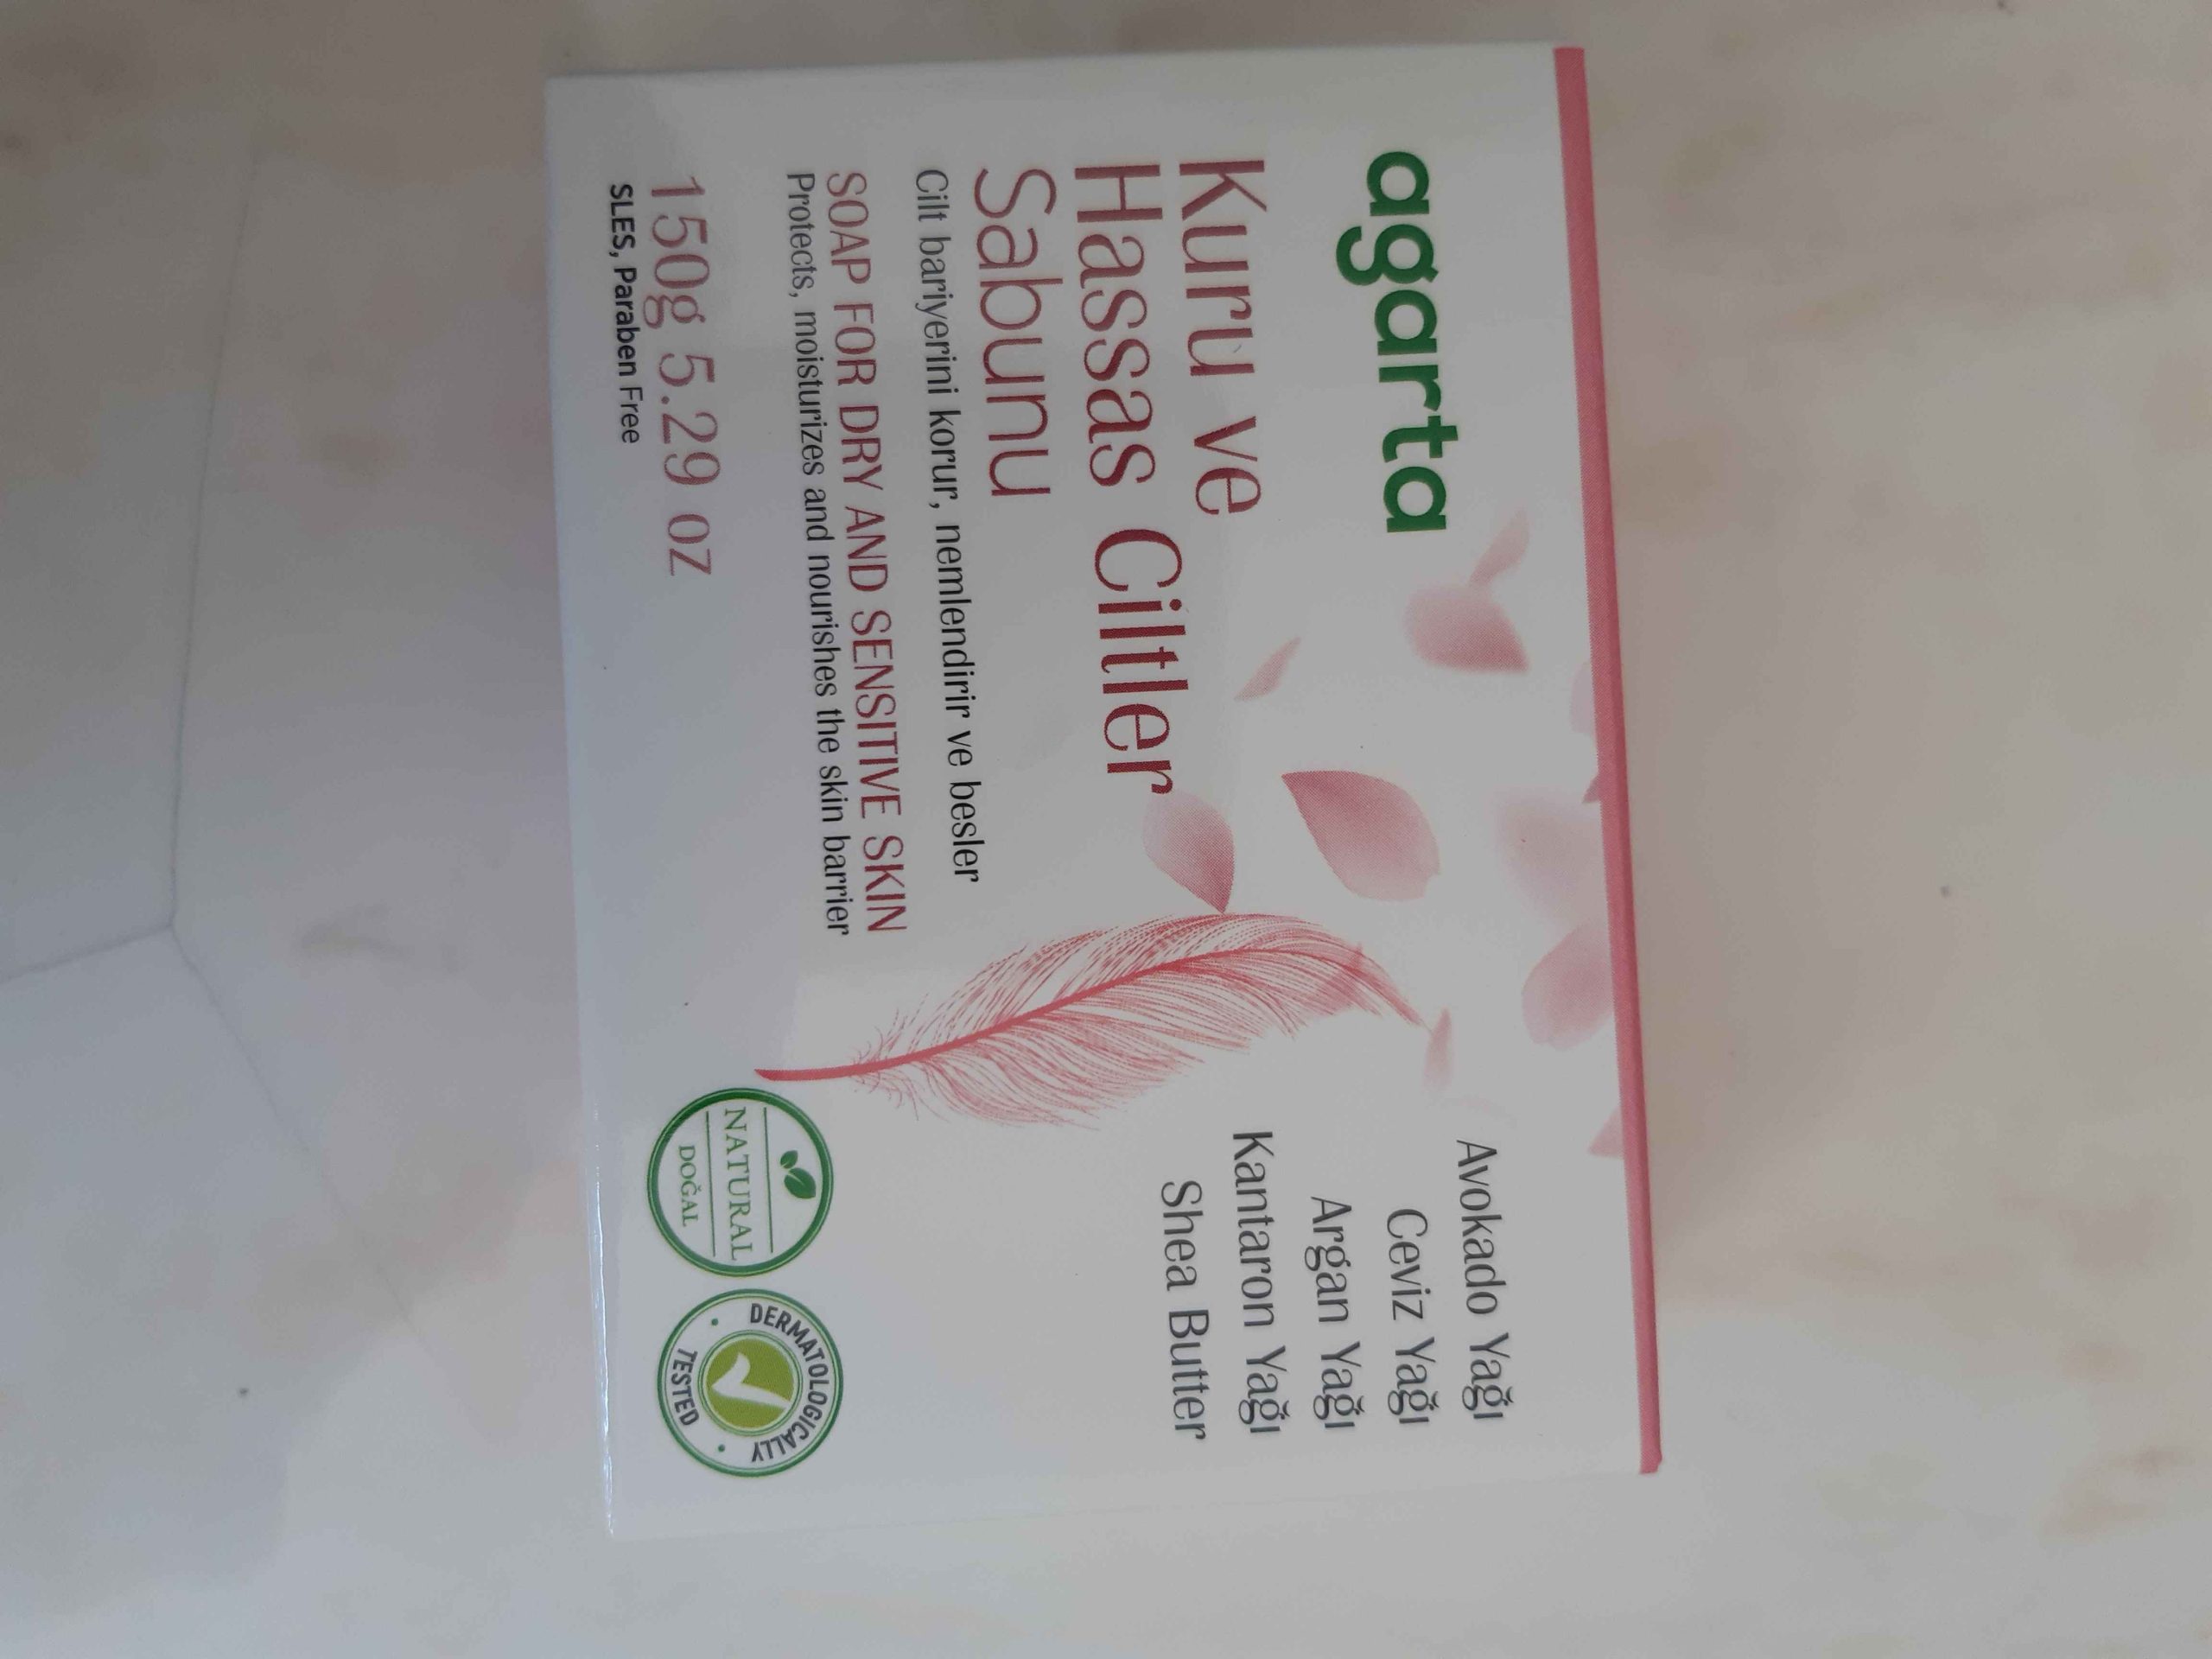 agarta
Kuru ve
Hassas Ciltler
Sabunu
Cilt bariyerini korur, nemlendirir ve besler
SOAP FOR DRY AND SENSITIVE SKIN
Protects, moisturizes and nourishes the skin barrier
150g 5.29 oz
SLES, Paraben Free
Avokado Yağı
Ceviz Yağı
Argan Yağı
Kantaron Yağı
Shea Butter
NATURAL
DOĞAL
DERMATOLOGICALLY
TESTED